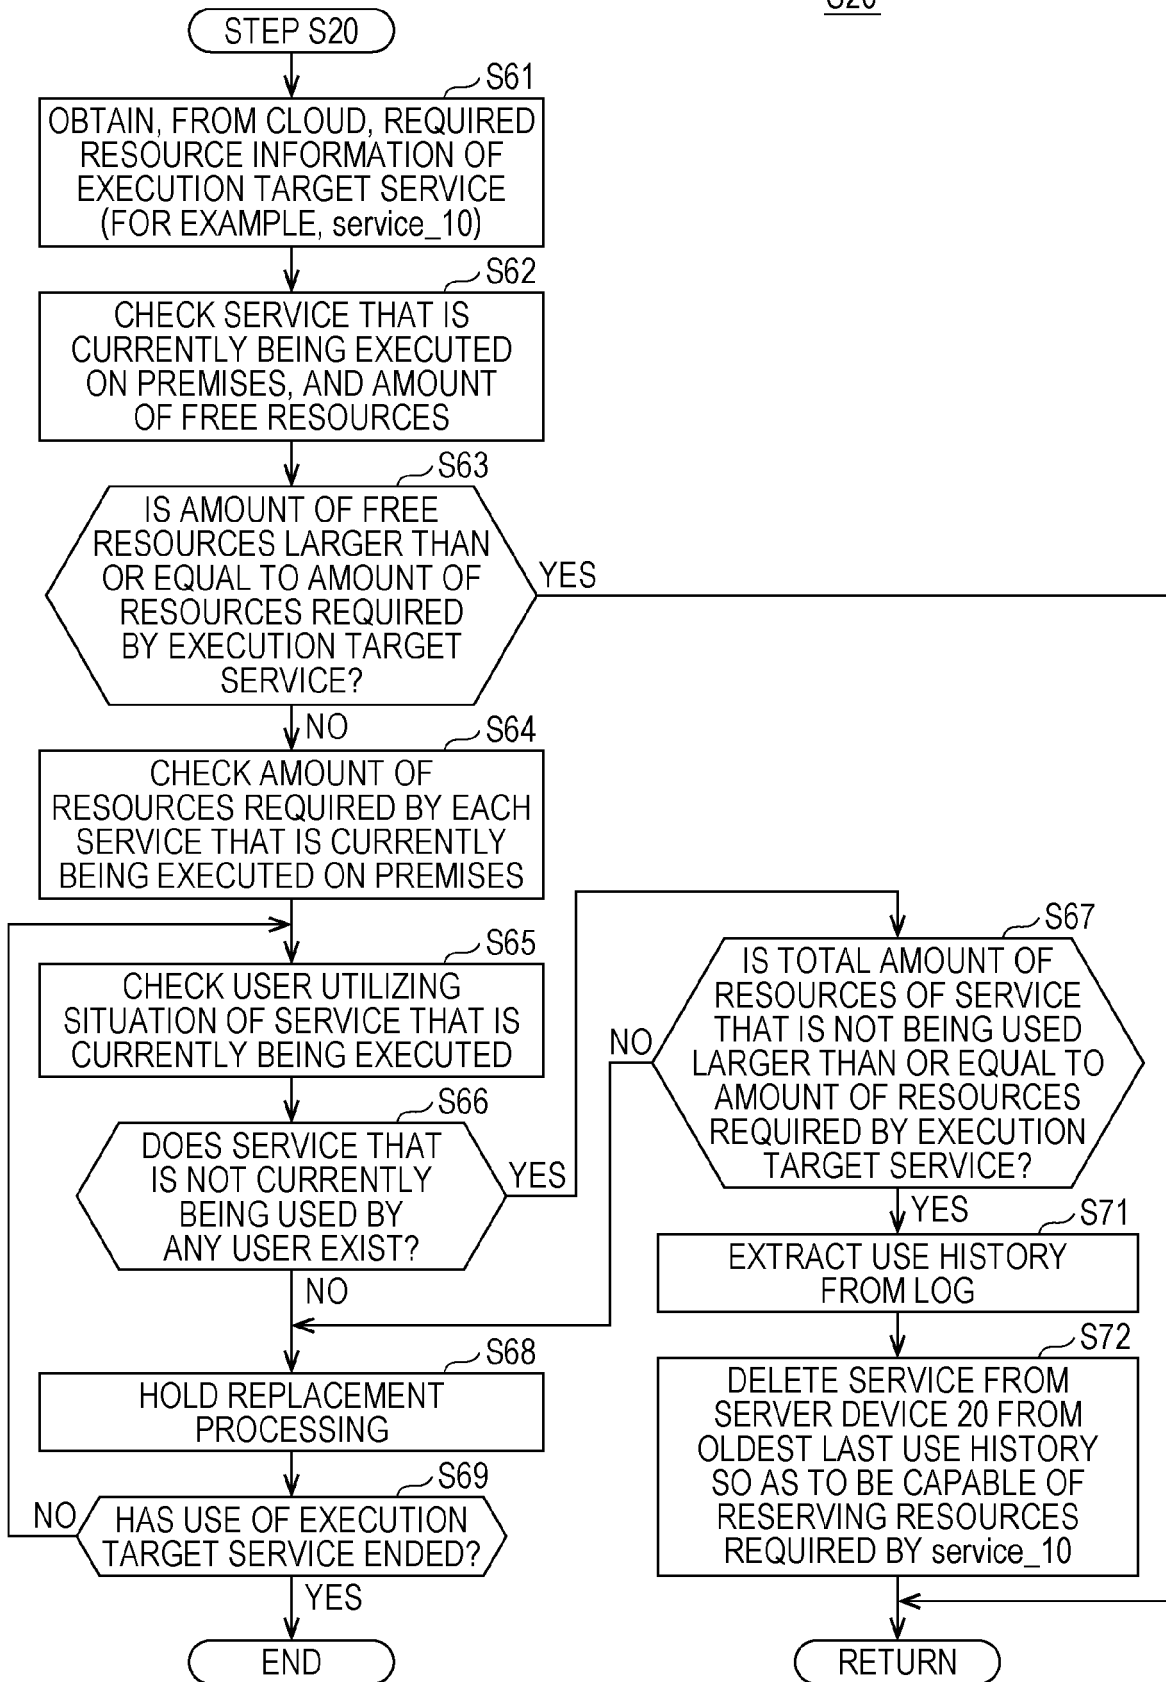 S20
STEP S20
S61
OBTAIN, FROM CLOUD, REQUIRED
RESOURCE INFORMATION OF
EXECUTION TARGET SERVICE
(FOR EXAMPLE, service_10)
S62
CHECK SERVICE THAT IS
CURRENTLY BEING EXECUTED
ON PREMISES, AND AMOUNT
OF FREE RESOURCES
S63
IS AMOUNT OF FREE
RESOURCES LARGER THAN
OR EQUAL TO AMOUNT OF
RESOURCES REQUIRED
BY EXECUTION TARGET
SERVICE?
YES
NO
S64
CHECK AMOUNT OF
RESOURCES REQUIRED BY EACH
SERVICE THAT IS CURRENTLY
BEING EXECUTED ON PREMISES
S65
CHECK USER UTILIZING
SITUATION OF SERVICE THAT IS
CURRENTLY BEING EXECUTED
S66
DOES SERVICE THAT
IS NOT CURRENTLY
BEING USED BY
ANY USER EXIST?
YES
NO
S67
IS TOTAL AMOUNT OF
RESOURCES OF SERVICE
THAT IS NOT BEING USED
LARGER THAN OR EQUAL TO
AMOUNT OF RESOURCES
REQUIRED BY EXECUTION
TARGET SERVICE?
NO
YES
S68
HOLD REPLACEMENT
PROCESSING
S69
HAS USE OF EXECUTION
TARGET SERVICE ENDED?
NO
YES
END
S71
EXTRACT USE HISTORY
FROM LOG
S72
DELETE SERVICE FROM
SERVER DEVICE 20 FROM
OLDEST LAST USE HISTORY
SO AS TO BE CAPABLE OF
RESERVING RESOURCES
REQUIRED BY service_10
RETURN